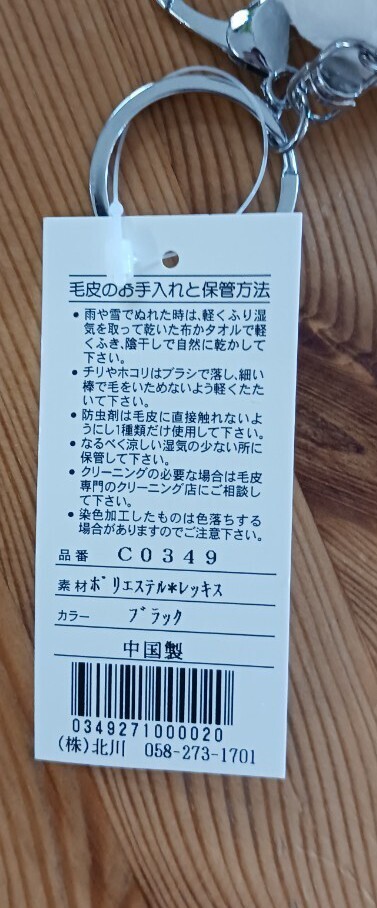 毛皮のお手入れと保管方法
●雨や雪でぬれた時は、軽くふり湿
気を取って乾いた布かタオルで軽
くふき、陰干しで自然に乾かして
下さい。
●チリやホコリはブラシで落し、細い
棒で毛をいためないよう軽くたた
いて下さい。
●防虫剤は毛皮に直接触れないよ
うにし1種類だけ使用して下さい。
●なるべく涼しい湿気の少ない所に
保管して下さい。
●クリーニングの必要な場合は毛皮
専門のクリーニング店にご相談し
て下さい。
●染色加工したものは色落ちする
場合がありますのでご注意下さい。
品番 C0349
素材 ポリエステル*レッキス
カラー ブラック
中国製
0349271000020
(株)北川 058-273-1701